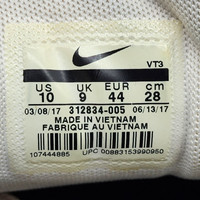 VT3
US UK EUR cm
10 9 44 28
03/08/17 312834-005 06/13/17
MADE IN VIETNAM
FABRIQUE AU VIETNAM
107444885 UPC 00883153990950